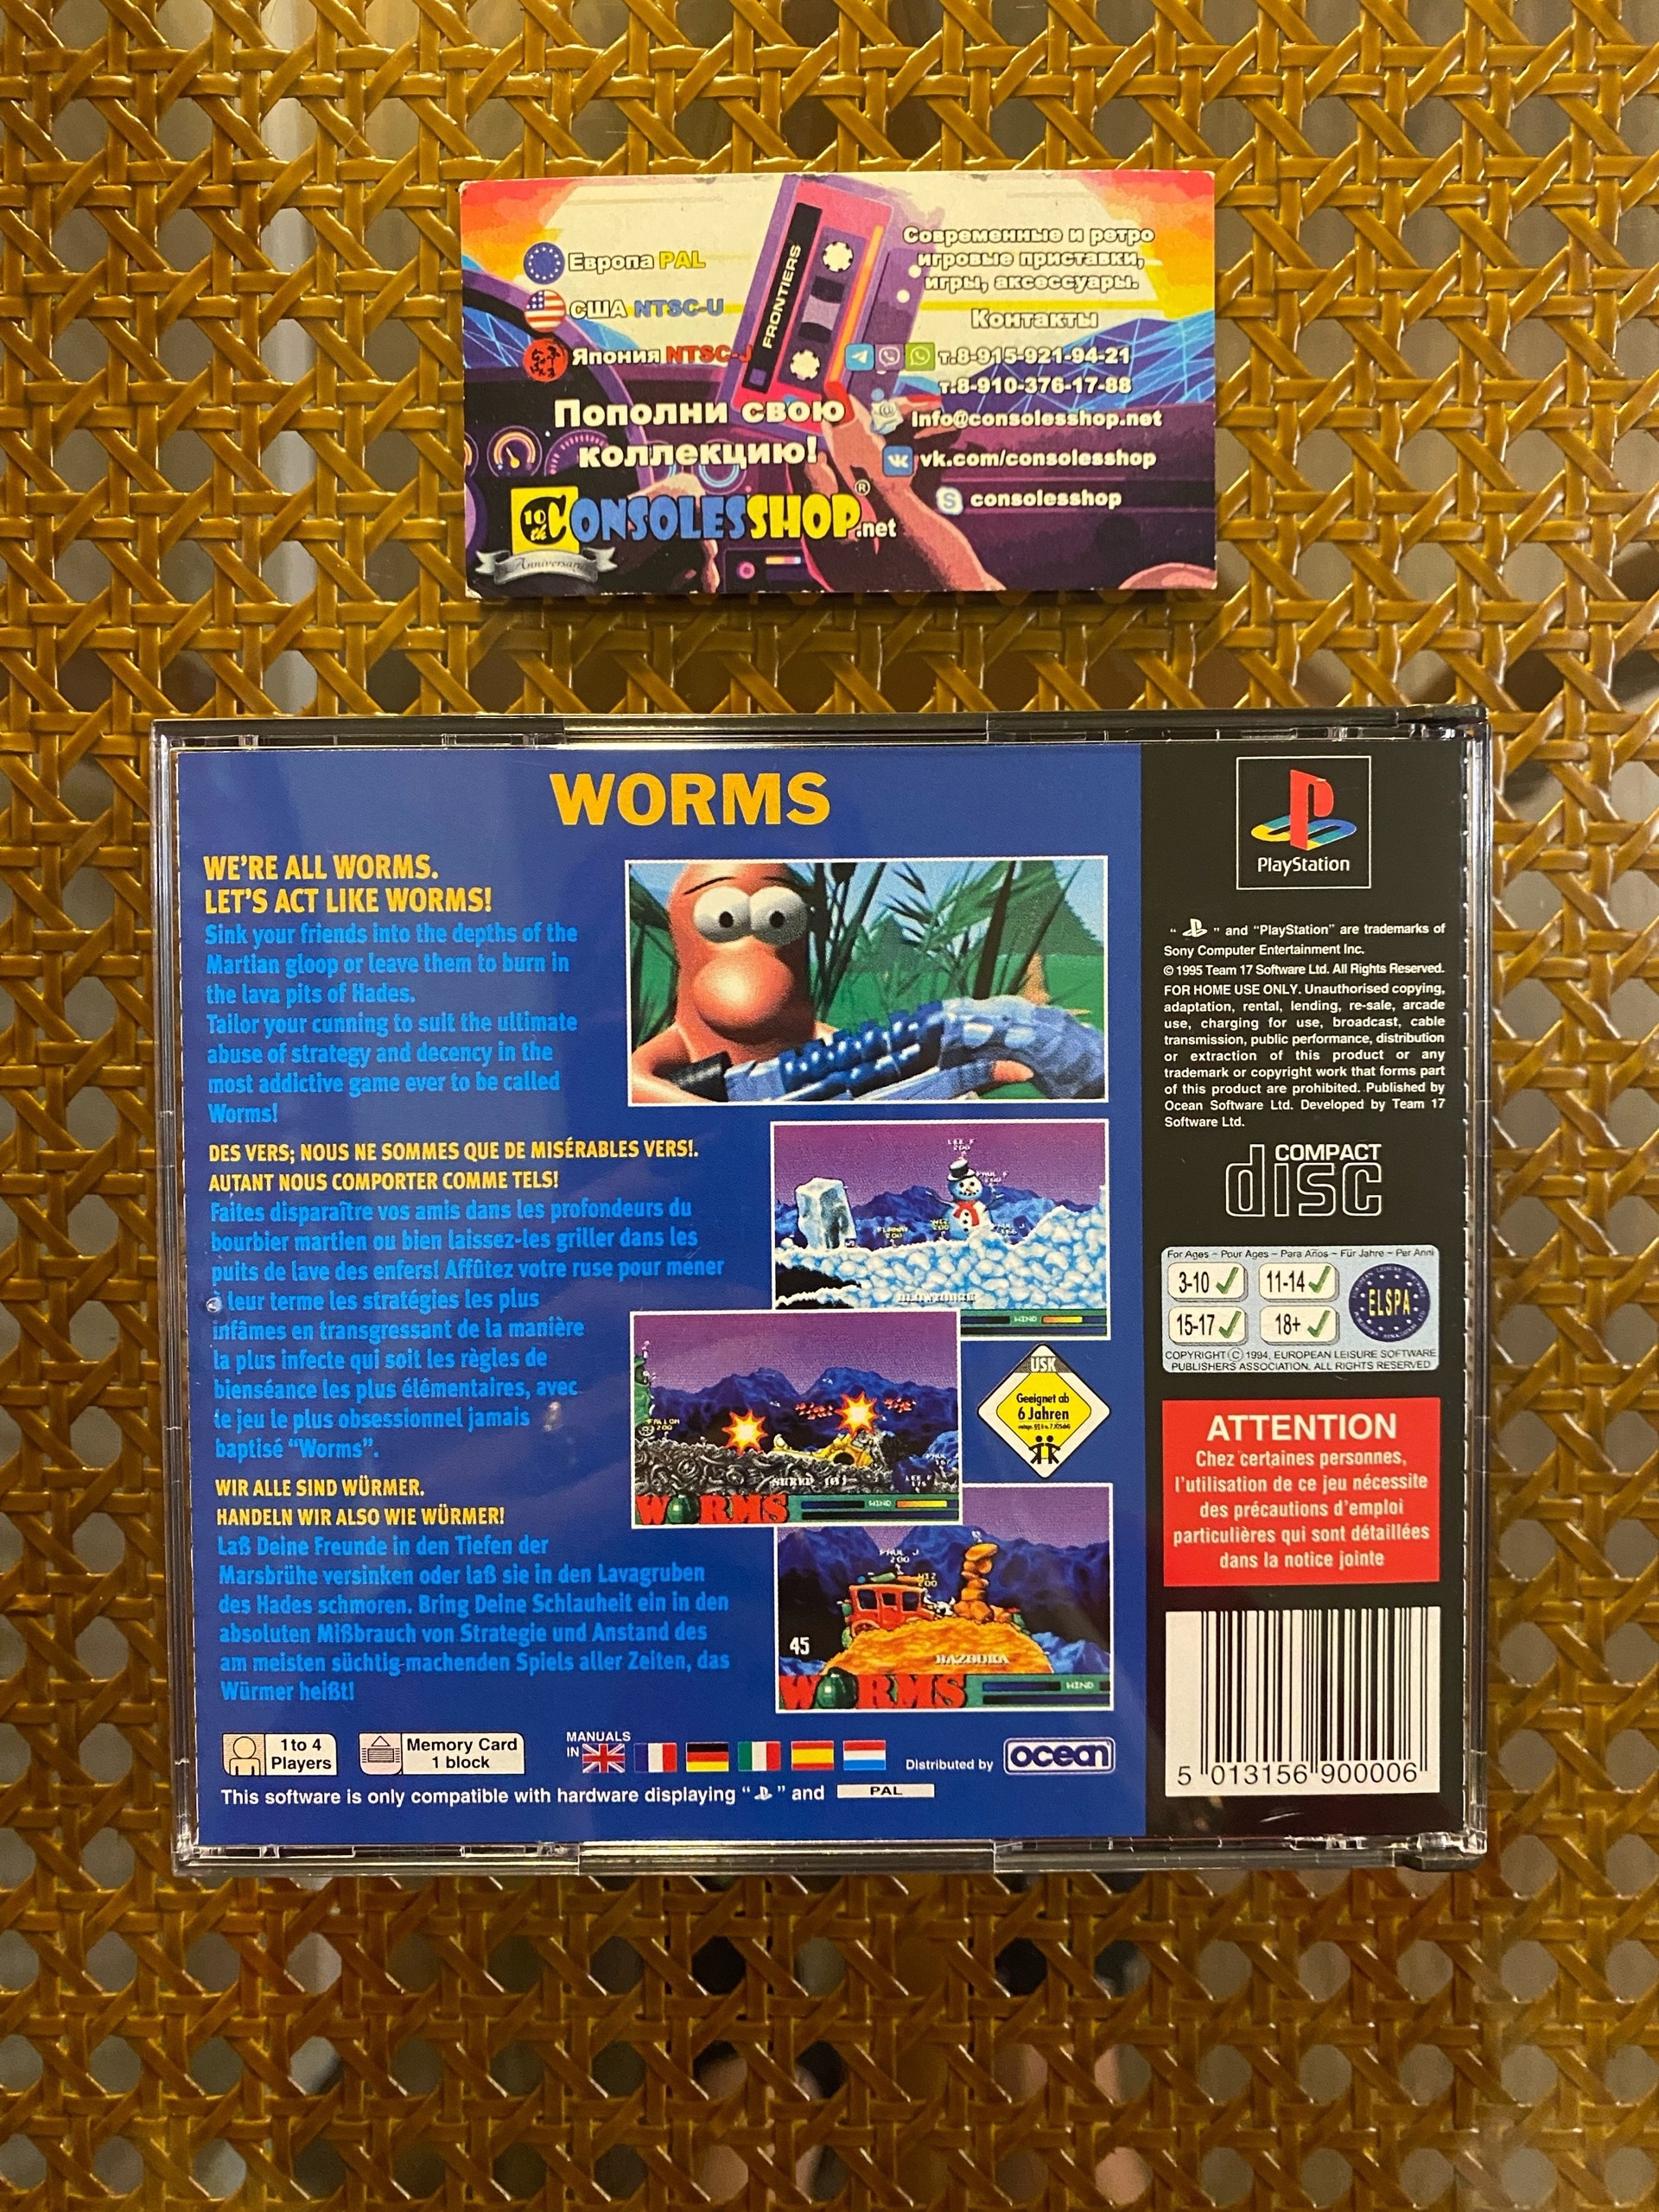 Европа PAL
США NTSC-U
Япония NTSC-J
Пополни свою
коллекцию!
10th CONSOLESSHOP.net
®
Anniversary
FRONTIERS
Современные и ретро
игровые приставки,
игры, аксессуары.
Контакты
т.8-915-921-94-21
т.8-910-376-17-88
info@consolesshop.net
vk.com/consolesshop
consolesshop
WORMS
WE'RE ALL WORMS.
LET'S ACT LIKE WORMS!
Sink your friends into the depths of the
Martian gloop or leave them to burn in
the lava pits of Hades.
Tailor your cunning to suit the ultimate
abuse of strategy and decency in the
most addictive game ever to be called
Worms!
DES VERS; NOUS NE SOMMES QUE DE MISÉRABLES VERS!.
AUTANT NOUS COMPORTER COMME TELS!
Faites disparaître vos amis dans les profondeurs du
bourbier martien ou bien laissez-les griller dans les
puits de lave des enfers! Affûtez votre ruse pour mener
à leur terme les stratégies les plus
infâmes en transgressant de la manière
la plus infecte qui soit les règles de
bienséance les plus élémentaires, avec
le jeu le plus obsessionnel jamais
baptisé “Worms”.
WIR ALLE SIND WÜRMER.
HANDELN WIR ALSO WIE WÜRMER!
Laß Deine Freunde in den Tiefen der
Marsbrühe versinken oder laß sie in den Lavagruben
des Hades schmoren. Bring Deine Schlauheit ein in den
absoluten Mißbrauch von Strategie und Anstand des
am meisten süchtig-machenden Spiels aller Zeiten, das
Würmer heißt!
LEE F
200
PAUL F
WIZ
200
WIND
200
LEE F
WORMS
WIND
USK
Geeignet ab
6 Jahren
PAUL J
200
WIZ
200
45
BAZOOKA
WORMS
WIND
1 to 4
Players
Memory Card
1 block
MANUALS
IN
Distributed by
ocean
This software is only compatible with hardware displaying “ ” and PAL
PlayStation
“ ” and “PlayStation” are trademarks of
Sony Computer Entertainment Inc.
© 1995 Team 17 Software Ltd. All Rights Reserved.
FOR HOME USE ONLY. Unauthorised copying,
adaptation, rental, lending, re-sale, arcade
use, charging for use, broadcast, cable
transmission, public performance, distribution
or extraction of this product or any
trademark or copyright work that forms part
of this product are prohibited. Published by
Ocean Software Ltd. Developed by Team 17
Software Ltd.
COMPACT
disc
For Ages ~ Pour Ages ~ Para Años ~ Für Jahre ~ Per Anni
3-10 11-14
15-17 18+
ELSPA
COPYRIGHT © 1994, EUROPEAN LEISURE SOFTWARE
PUBLISHERS ASSOCIATION. ALL RIGHTS RESERVED
ATTENTION
Chez certaines personnes,
l'utilisation de ce jeu nécessite
des précautions d'emploi
particulières qui sont détaillées
dans la notice jointe
5 013156 900006